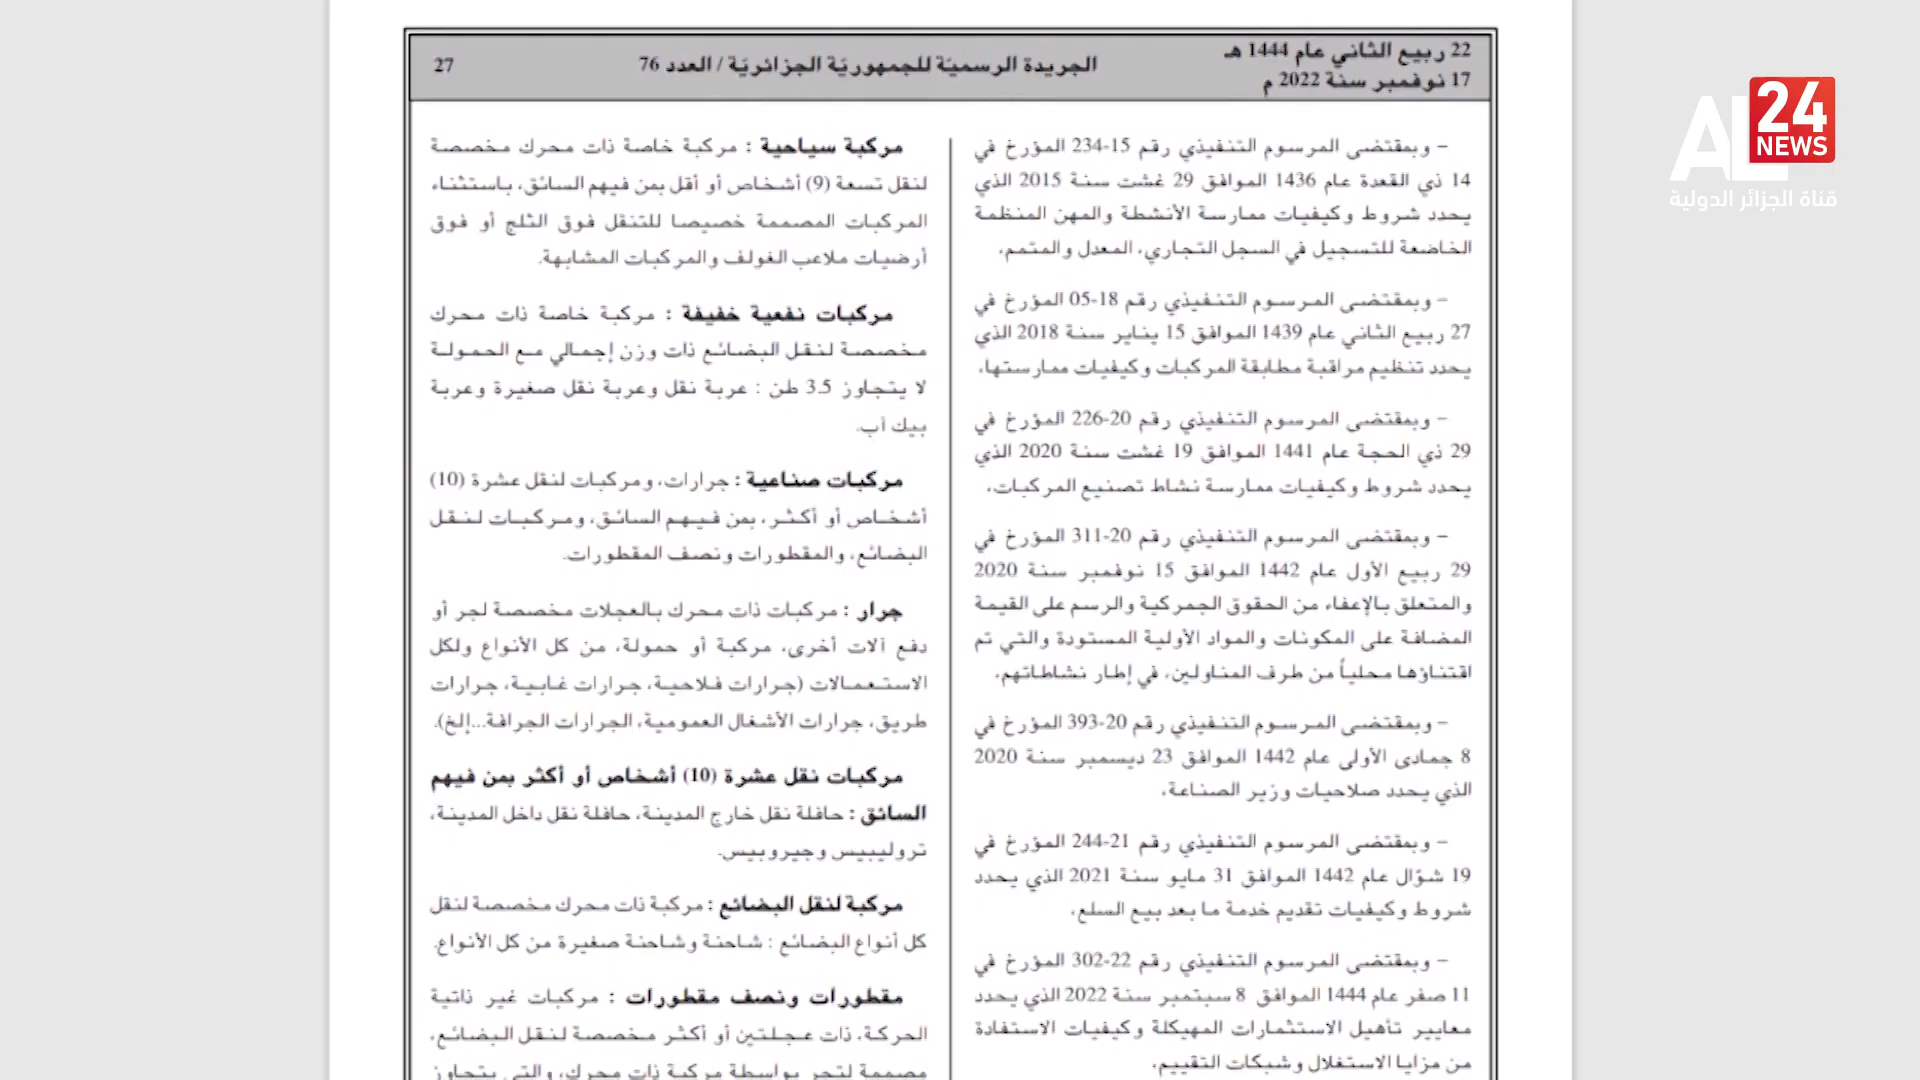 22 ربيع الثاني عام 1444 هـ
17 نوفمبر سنة 2022 م
الجريدة الرسميّة للجمهوريّة الجزائريّة / العدد 76
27
– وبمقتضى المرسوم التنفيذي رقم 15-234 المؤرخ في
14 ذي القعدة عام 1436 الموافق 29 غشت سنة 2015 الذي
يحدد شروط وكيفيات ممارسة الأنشطة والمهن المنظمة
الخاضعة للتسجيل في السجل التجاري، المعدل والمتمم،
– وبمقتضى المرسوم التنفيذي رقم 18-05 المؤرخ في
27 ربيع الثاني عام 1439 الموافق 15 يناير سنة 2018 الذي
يحدد تنظيم مراقبة مطابقة المركبات وكيفيات ممارستها،
– وبمقتضى المرسوم التنفيذي رقم 20-226 المؤرخ في
29 ذي الحجة عام 1441 الموافق 19 غشت سنة 2020 الذي
يحدد شروط وكيفيات ممارسة نشاط تصنيع المركبات،
– وبمقتضى المرسوم التنفيذي رقم 20-311 المؤرخ في
29 ربيع الأول عام 1442 الموافق 15 نوفمبر سنة 2020
والمتعلق بالإعفاء من الحقوق الجمركية والرسم على القيمة
المضافة على المكونات والمواد الأولية المستودة والتي تم
اقتناؤها محلياً من طرف المناولين، في إطار نشاطاتهم،
– وبمقتضى المرسوم التنفيذي رقم 20-393 المؤرخ في
8 جمادى الأولى عام 1442 الموافق 23 ديسمبر سنة 2020
الذي يحدد صلاحيات وزير الصناعة،
– وبمقتضى المرسوم التنفيذي رقم 21-244 المؤرخ في
19 شوّال عام 1442 الموافق 31 مايو سنة 2021 الذي يحدد
شروط وكيفيات تقديم خدمة ما بعد بيع السلع،
– وبمقتضى المرسوم التنفيذي رقم 22-302 المؤرخ في
11 صفر عام 1444 الموافق 8 سبتمبر سنة 2022 الذي يحدد
معايير تأهيل الاستثمارات المهيكلة وكيفيات الاستفادة
من مزايا الاستغلال وشبكات التقييم،
مركبة سياحية : مركبة خاصة ذات محرك مخصصة
لنقل تسعة (9) أشخاص أو أقل بمن فيهم السائق، باستثناء
المركبات المصممة خصيصا للتنقل فوق الثلج أو فوق
أرضيات ملاعب الغولف والمركبات المشابهة.
مركبات نفعية خفيفة : مركبة خاصة ذات محرك
مخصصة لنقل البضائع ذات وزن إجمالي مع الحمولة
لا يتجاوز 3.5 طن : عربة نقل وعربة نقل صغيرة وعربة
بيك آب.
مركبات صناعية : جرارات، ومركبات لنقل عشرة (10)
أشخاص أو أكثر، بمن فيهم السائق، ومركبات لنقل
البضائع، والمقطورات ونصف المقطورات.
جرار : مركبات ذات محرك بالعجلات مخصصة لجر أو
دفع آلات أخرى، مركبة أو حمولة، من كل الأنواع ولكل
الاستعمالات (جرارات فلاحية، جرارات غابية، جرارات
طريق، جرارات الأشغال العمومية، الجرارات الجرافة...إلخ).
مركبات نقل عشرة (10) أشخاص أو أكثر بمن فيهم
السائق : حافلة نقل خارج المدينة، حافلة نقل داخل المدينة،
تروليبيس وجيروبيس.
مركبة لنقل البضائع : مركبة ذات محرك مخصصة لنقل
كل أنواع البضائع : شاحنة وشاحنة صغيرة من كل الأنواع.
مقطورات ونصف مقطورات : مركبات غير ذاتية
الحركة، ذات عجلتين أو أكثر مخصصة لنقل البضائع،
مصممة لتجر بواسطة مركبة ذات محرك، والتي يتجاوز
AL
24
NEWS
قناة الجزائر الدولية